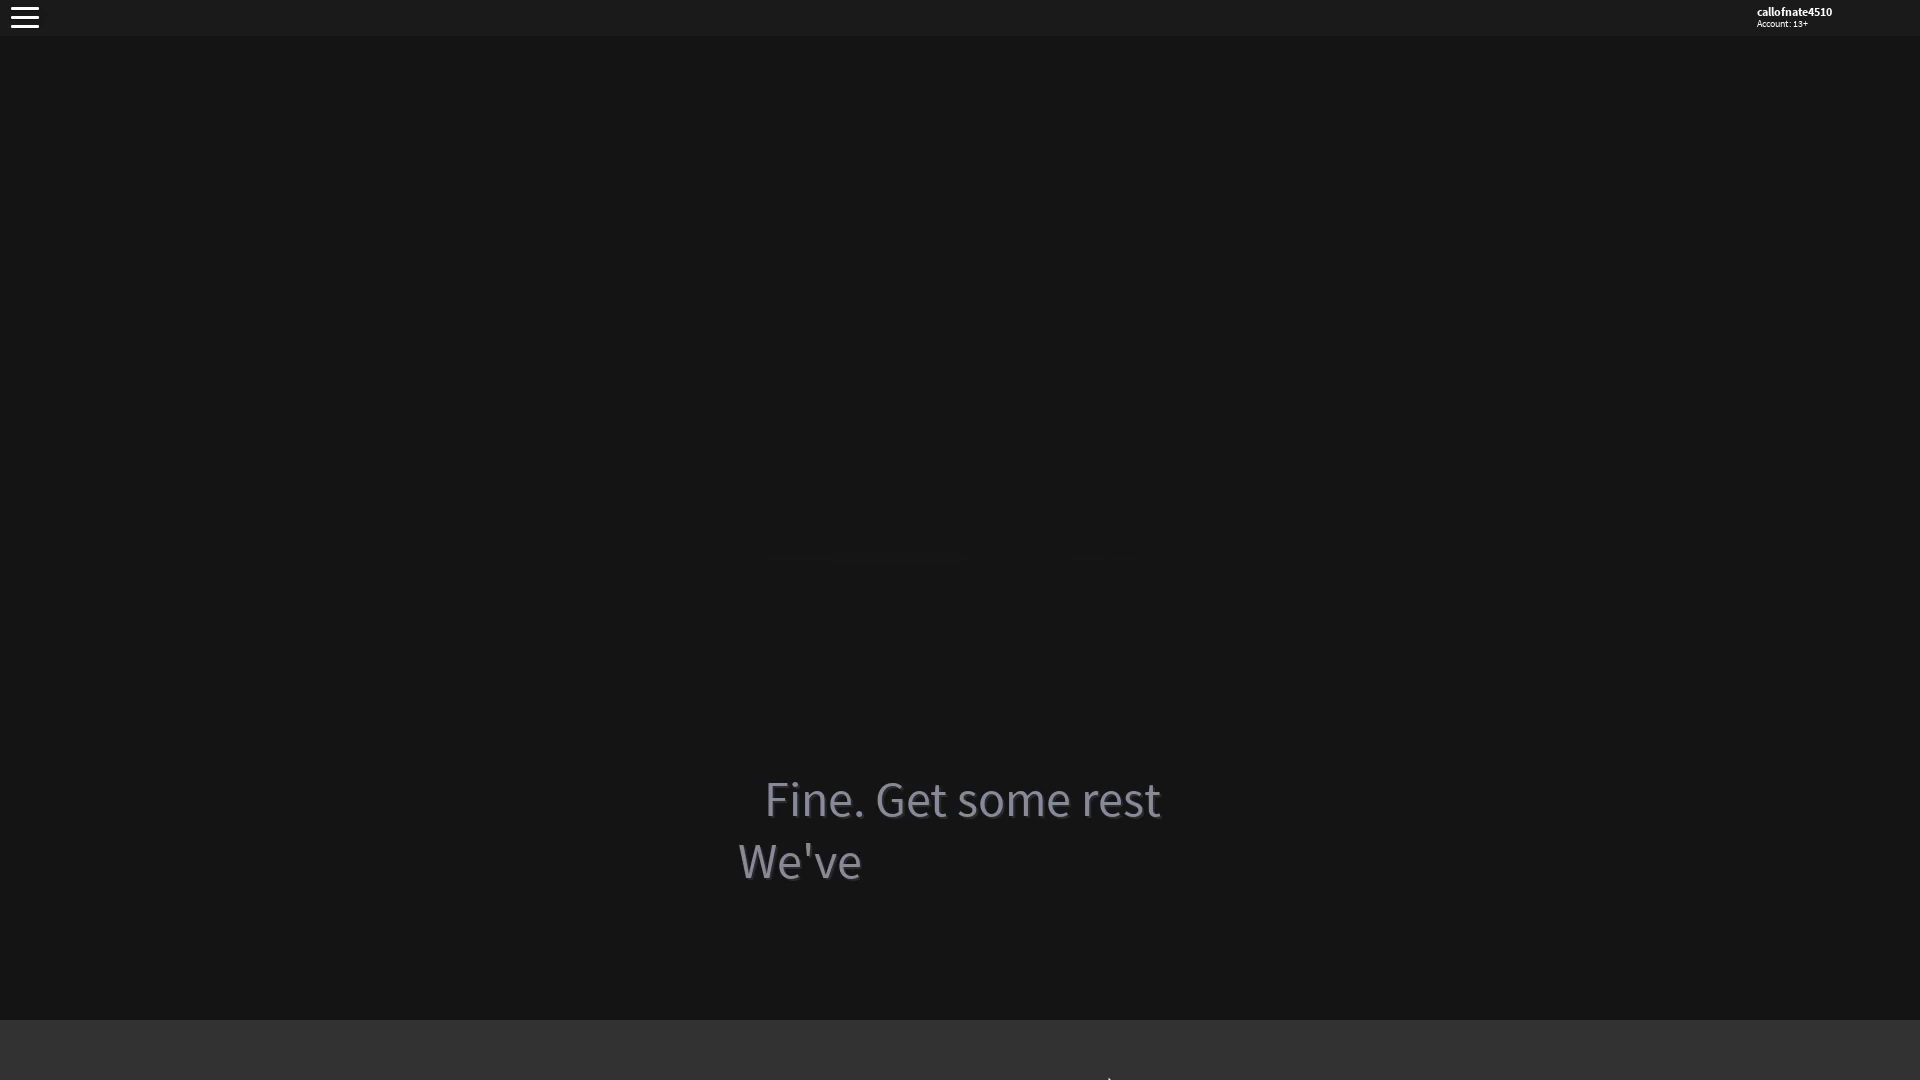 callofnate4510
Account: 13+
Fine. Get some rest
We've